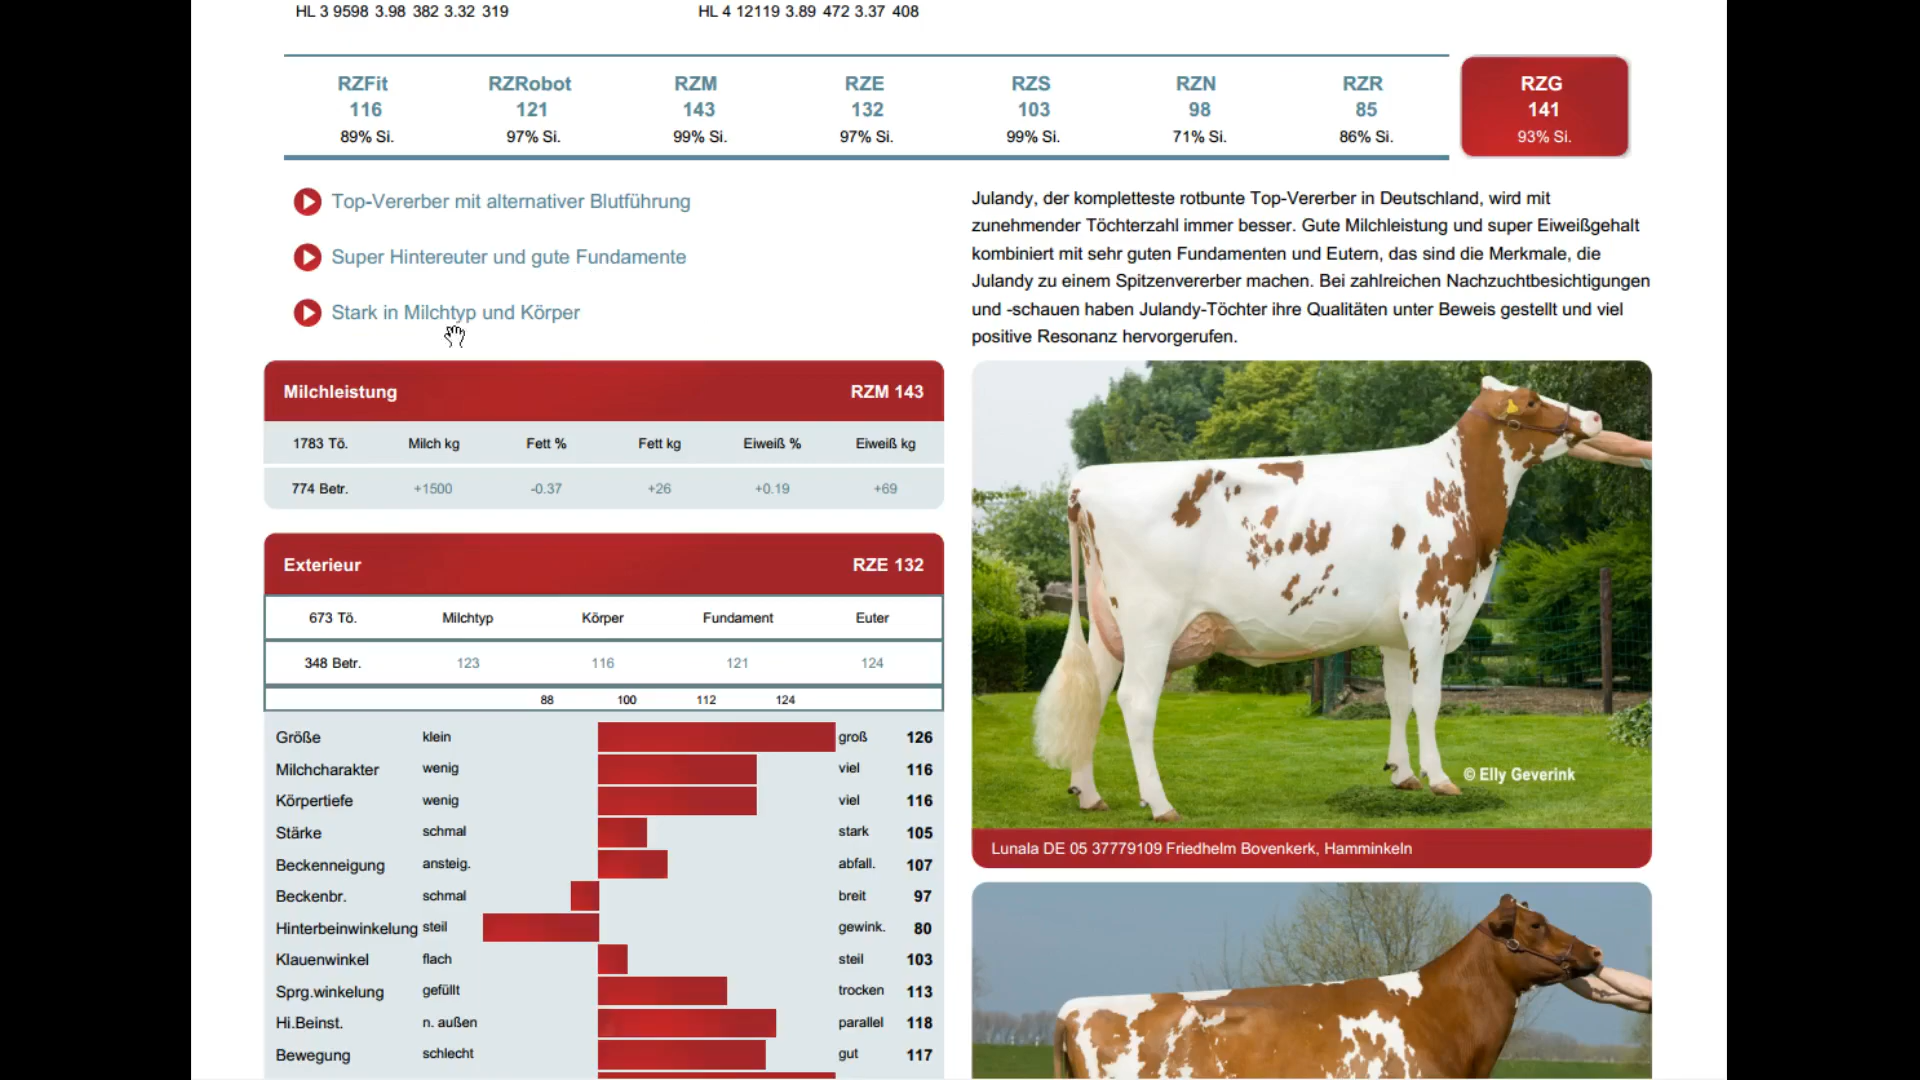 HL 3 9598 3.98 382 3.32 319
HL 4 12119 3.89 472 3.37 408
RZFit RZRobot RZM RZE RZS RZN RZR RZG
116 121 143 132 103 98 85 141
89% Si. 97% Si. 99% Si. 97% Si. 99% Si. 71% Si. 86% Si. 93% Si.
Top-Vererber mit alternativer Blutführung
Super Hintereuter und gute Fundamente
Stark in Milchtyp und Körper
Julandy, der kompletteste rotbunte Top-Vererber in Deutschland, wird mit
zunehmender Töchterzahl immer besser. Gute Milchleistung und super Eiweißgehalt
kombiniert mit sehr guten Fundamenten und Eutern, das sind die Merkmale, die
Julandy zu einem Spitzenvererber machen. Bei zahlreichen Nachzuchtbesichtigungen
und -schauen haben Julandy-Töchter ihre Qualitäten unter Beweis gestellt und viel
positive Resonanz hervorgerufen.
Milchleistung RZM 143
1783 Tö. Milch kg Fett % Fett kg Eiweiß % Eiweiß kg
774 Betr. +1500 -0.37 +26 +0.19 +69
Exterieur RZE 132
673 Tö. Milchtyp Körper Fundament Euter
348 Betr. 123 116 121 124
88 100 112 124
Größe klein groß 126
Milchcharakter wenig viel 116
Körpertiefe wenig viel 116
Stärke schmal stark 105
Beckenneigung ansteig. abfall. 107
Beckenbr. schmal breit 97
Hinterbeinwinkelung steil gewink. 80
Klauenwinkel flach steil 103
Sprg.winkelung gefüllt trocken 113
Hi.Beinst. n. außen parallel 118
Bewegung schlecht gut 117
© Elly Geverink
Lunala DE 05 37779109 Friedhelm Bovenkerk, Hamminkeln